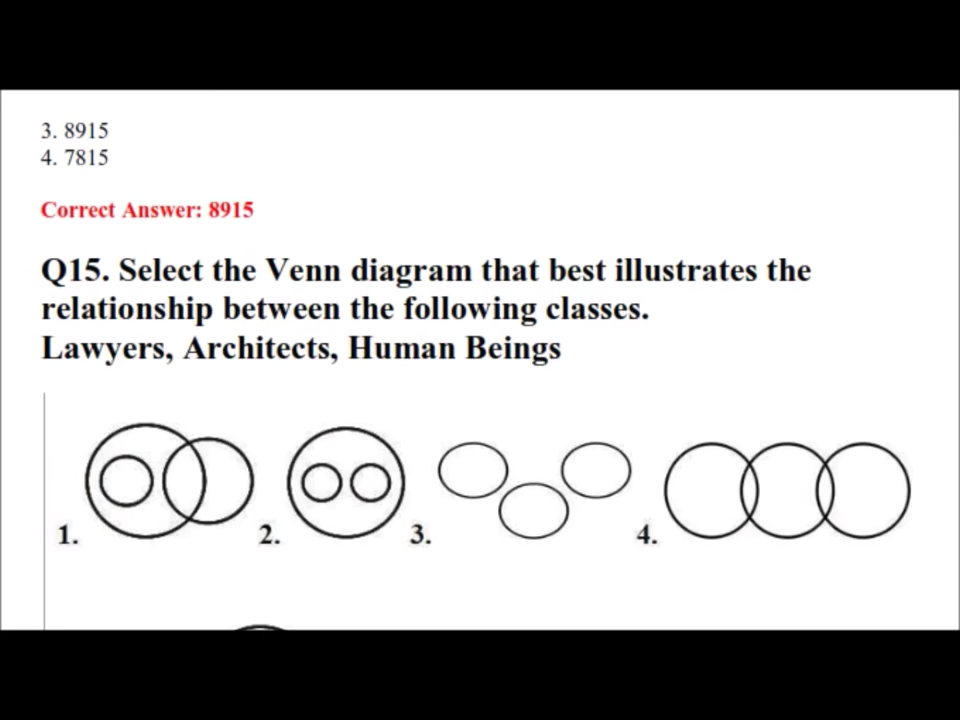 3. 8915
4. 7815
Correct Answer: 8915
Q15. Select the Venn diagram that best illustrates the
relationship between the following classes.
Lawyers, Architects, Human Beings
1. 2. 3. 4.